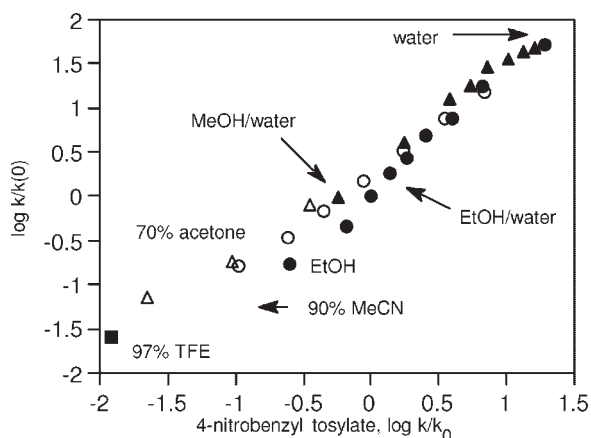 water
MeOH/water
EtOH/water
70% acetone
EtOH
90% MeCN
97% TFE
log k/k(0)
2
1.5
1
0.5
0
-0.5
-1
-1.5
-2
-2 -1.5 -1 -0.5 0 0.5 1 1.5
4-nitrobenzyl tosylate, log k/k₀